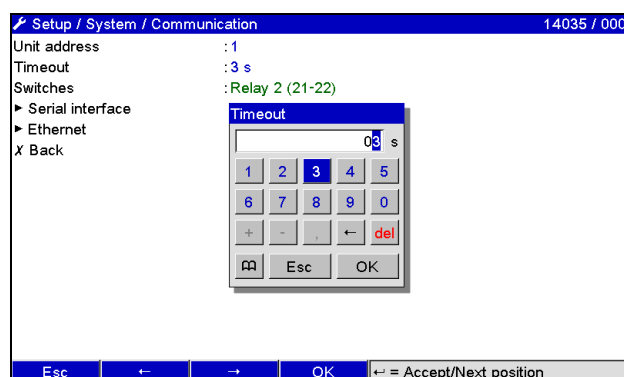 Setup / System / Communication 14035 / 000
Unit address : 1
Timeout : 3 s
Switches : Relay 2 (21-22)
► Serial interface
► Ethernet
X Back
Timeout
03 s
1 2 3 4 5
6 7 8 9 0
+ - , ← del
Esc OK
Esc ← → OK ↵ = Accept/Next position